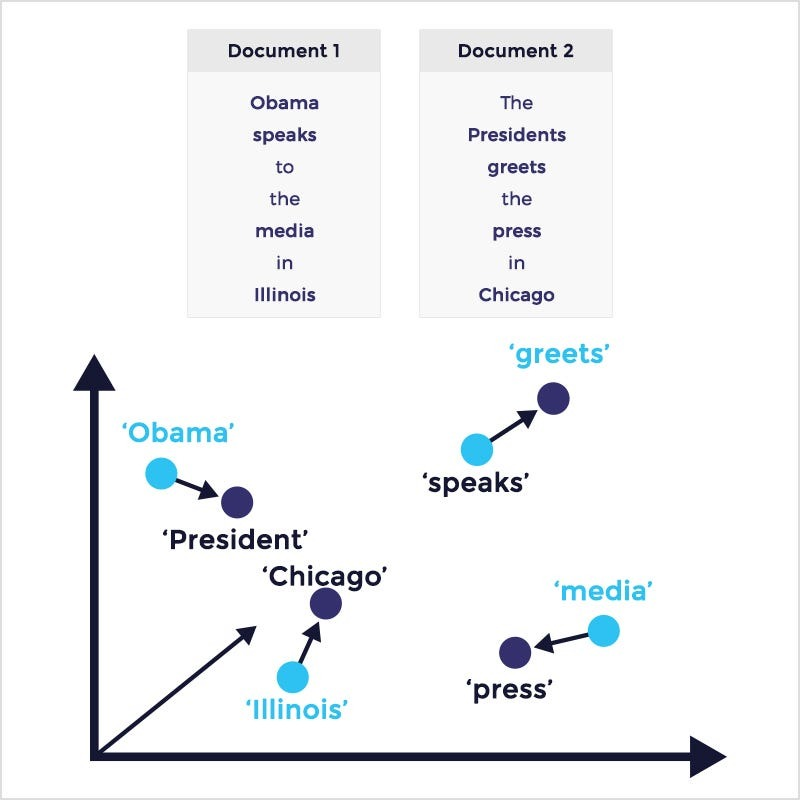 Document 1
Obama
speaks
to
the
media
in
Illinois
Document 2
The
Presidents
greets
the
press
in
Chicago
‘greets’
‘Obama’
‘speaks’
‘President’
‘Chicago’
‘media’
‘press’
‘Illinois’